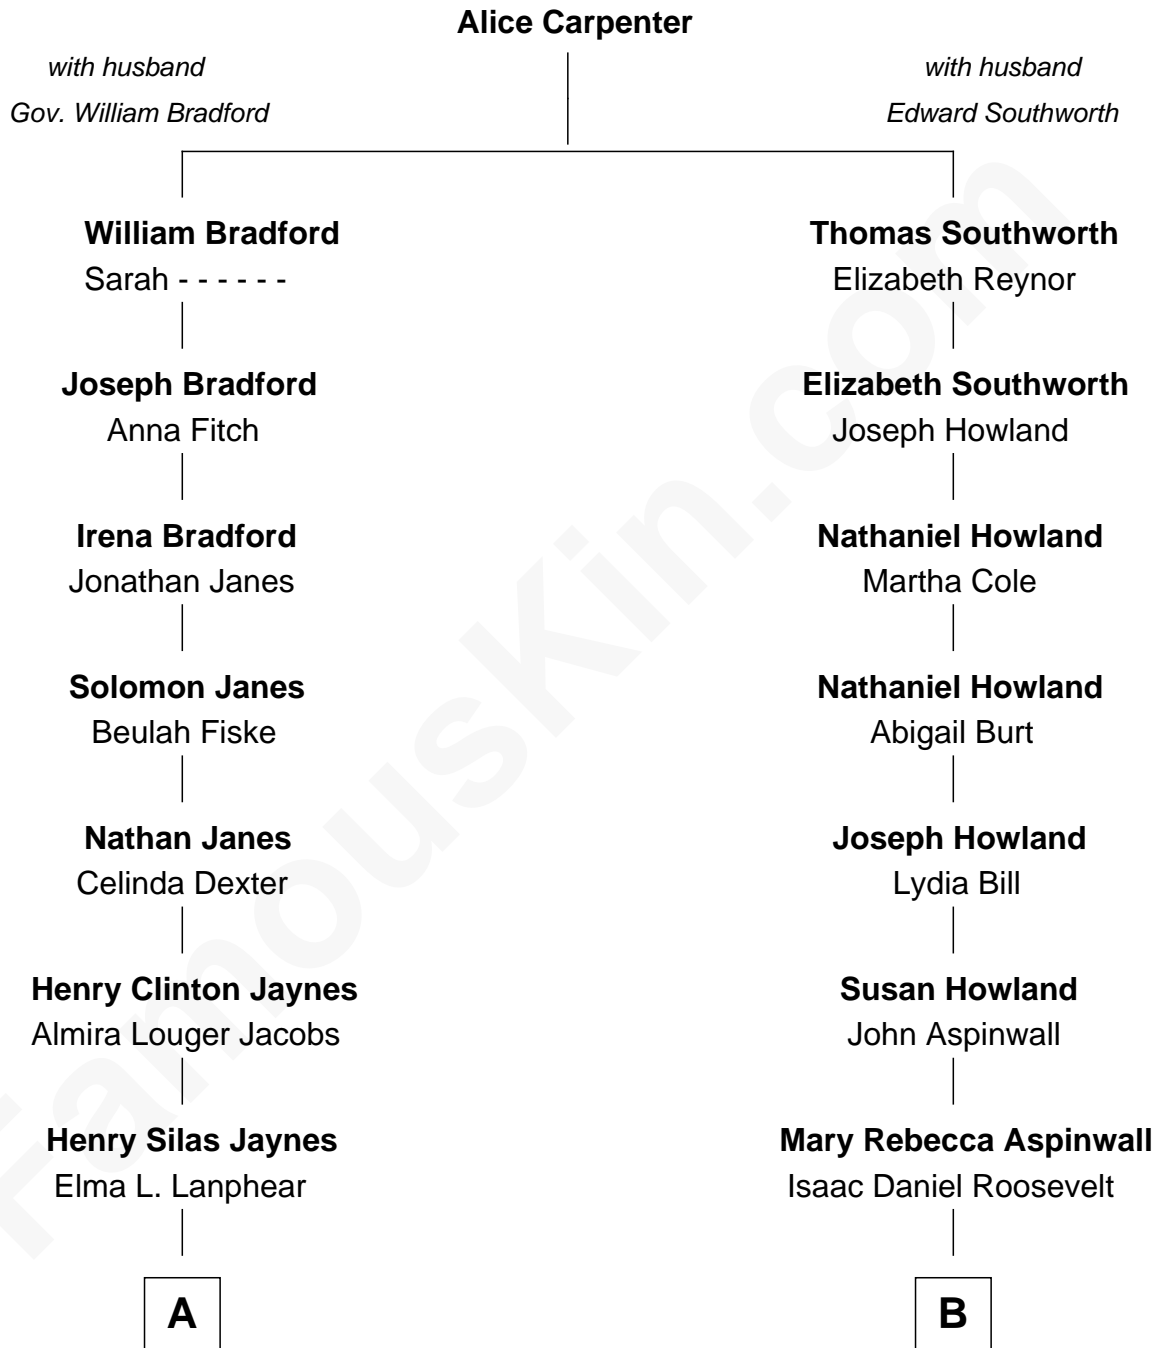 Alice Carpenter
with husband
Gov. William Bradford
with husband
Edward Southworth
William Bradford
Sarah - - - - - -
Thomas Southworth
Elizabeth Reynor
Joseph Bradford
Anna Fitch
Elizabeth Southworth
Joseph Howland
Irena Bradford
Jonathan Janes
Nathaniel Howland
Martha Cole
Solomon Janes
Beulah Fiske
Nathaniel Howland
Abigail Burt
Nathan Janes
Celinda Dexter
Joseph Howland
Lydia Bill
Henry Clinton Jaynes
Almira Louger Jacobs
Susan Howland
John Aspinwall
Henry Silas Jaynes
Elma L. Lanphear
Mary Rebecca Aspinwall
Isaac Daniel Roosevelt
A
B
FamousKin.com